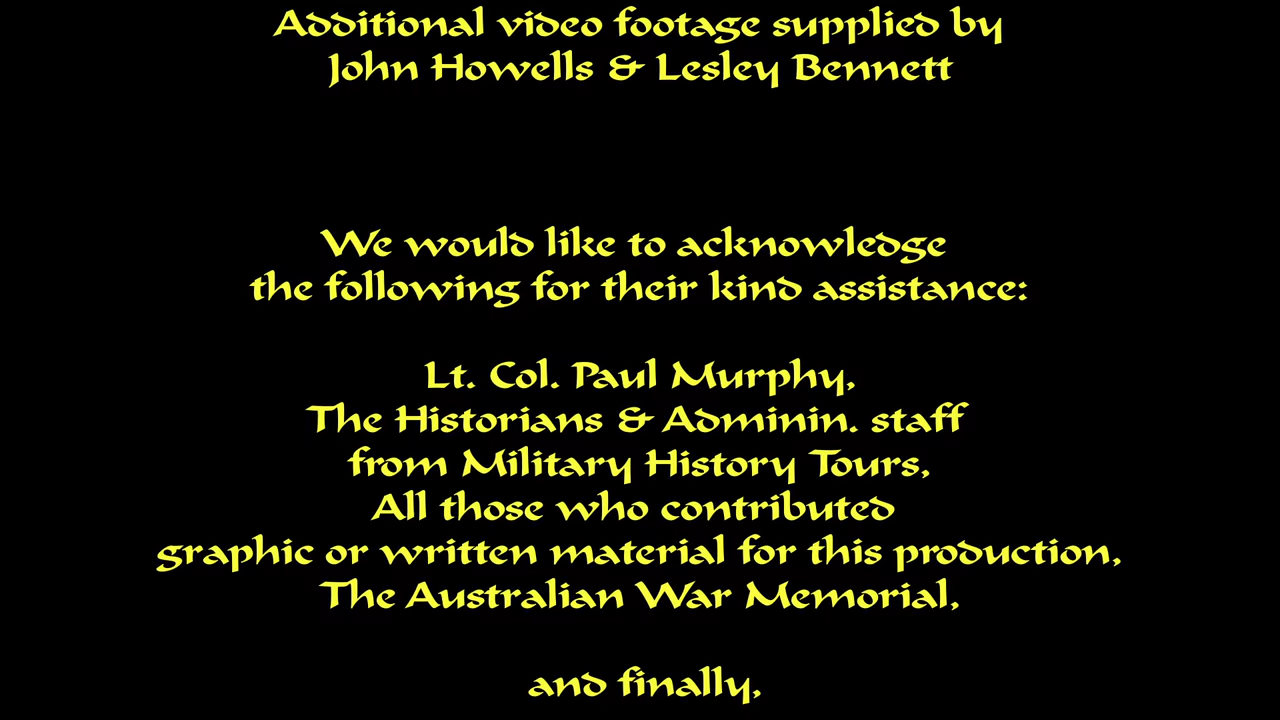 Additional video footage supplied by
John Howells & Lesley Bennett
We would like to acknowledge
the following for their kind assistance:
Lt. Col. Paul Murphy,
The Historians & Adminin. staff
from Military History Tours,
All those who contributed
graphic or written material for this production,
The Australian War Memorial,
and finally,